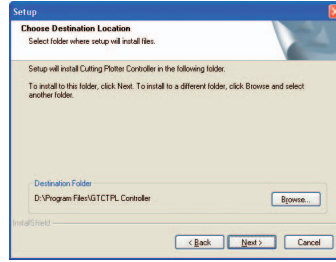 Setup
Choose Destination Location
Select folder where setup will install files.
Setup will install Cutting Plotter Controller in the following folder.
To install to this folder, click Next. To install to a different folder, click Browse and select
another folder.
Destination Folder
D:\Program Files\GTCTPL Controller
Browse...
InstallShield
< Back
Next >
Cancel